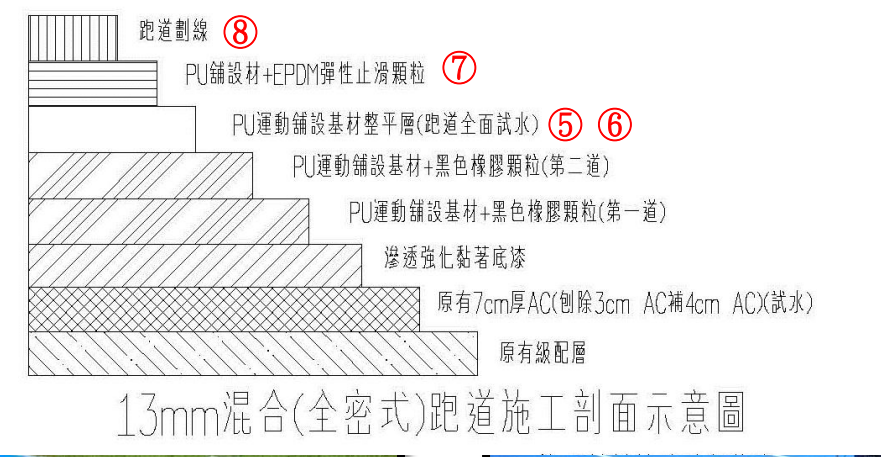 跑道劃線 ⑧
PU舖設材+EPDM彈性止滑顆粒 ⑦
PU運動舖設基材整平層(跑道全面試水) ⑤ ⑥
PU運動舖設基材+黑色橡膠顆粒(第二道)
PU運動舖設基材+黑色橡膠顆粒(第一道)
滲透強化黏著底漆
原有7cm厚AC(刨除3cm AC補4cm AC)(試水)
原有級配層
13mm混合(全密式)跑道施工剖面示意圖